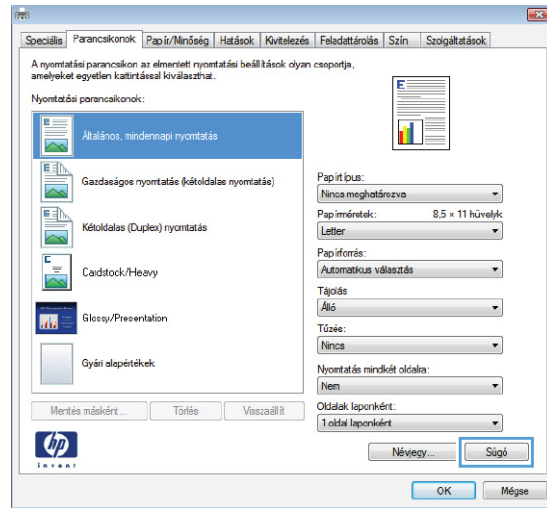 Speciális Parancsikonok Papír/Minőség Hatások Kivitelezés Feladattárolás Szín Szolgáltatások
A nyomtatási parancsikon az elmentett nyomtatási beállítások olyan csoportja,
amelyeket egyetlen kattintással kiválaszthat.
Nyomtatási parancsikonok:
Általános, mindennapi nyomtatás
Gazdaságos nyomtatás (kétoldalas nyomtatás)
Kétoldalas (Duplex) nyomtatás
Cardstock/Heavy
Glossy/Presentation
Gyári alapértékek
Mentés másként... Törlés Visszaállít
E
E
E
E
E
Papírtípus:
Nincs meghatározva
Papírméretek: 8,5 × 11 hüvelyk
Letter
Papírforrás:
Automatikus választás
Tájolás
Álló
Tűzés:
Nincs
Nyomtatás mindkét oldalra:
Nem
Oldalak laponként:
1 oldal laponként
hp
invent
Névjegy... Súgó
OK Mégse